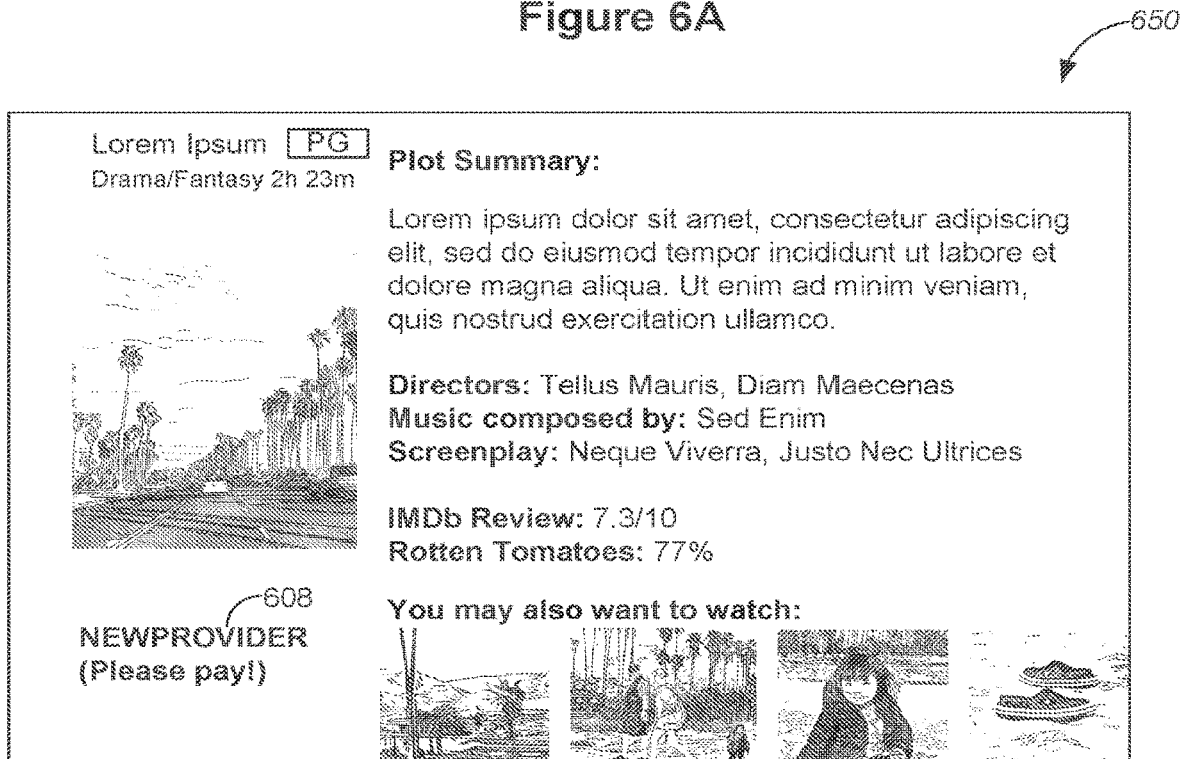 Figure 6A
650
Lorem Ipsum PG
Drama/Fantasy 2h 23m
Plot Summary:
Lorem ipsum dolor sit amet, consectetur adipiscing
elit, sed do eiusmod tempor incididunt ut labore et
dolore magna aliqua. Ut enim ad minim veniam,
quis nostrud exercitation ullamco.
Directors: Tellus Mauris, Diam Maecenas
Music composed by: Sed Enim
Screenplay: Neque Viverra, Justo Nec Ultrices
IMDb Review: 7.3/10
Rotten Tomatoes: 77%
608
NEWPROVIDER
(Please pay!)
You may also want to watch: